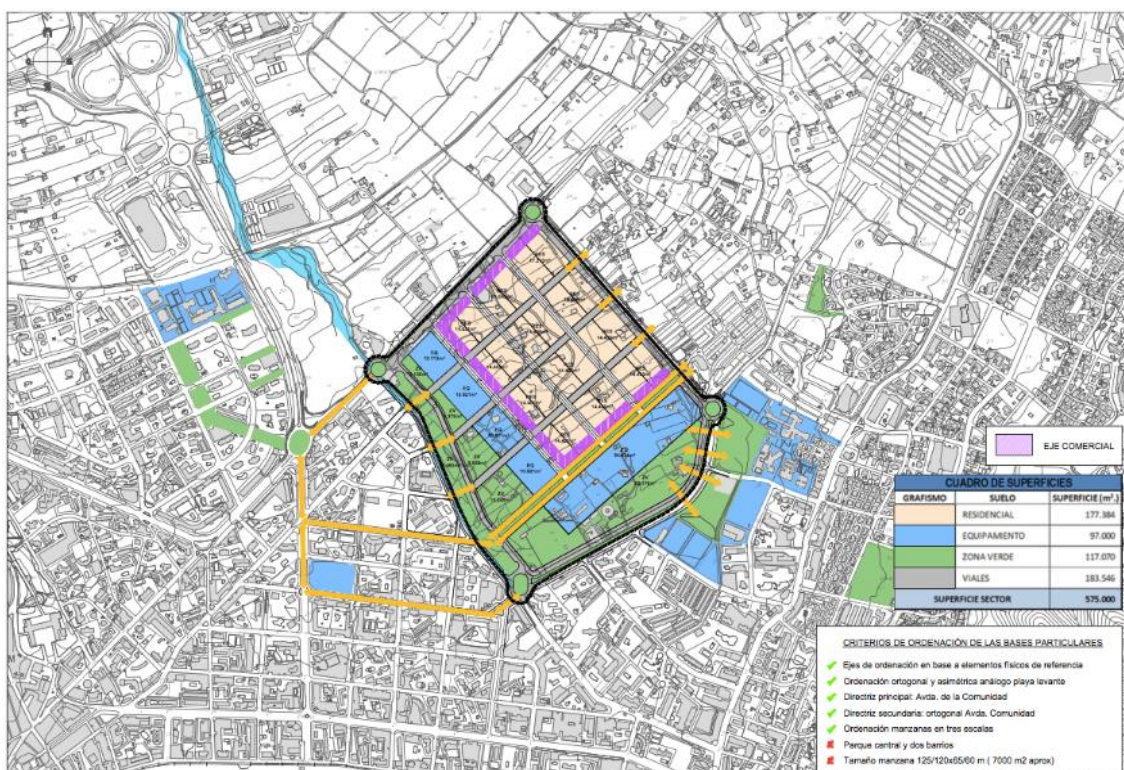 EJE COMERCIAL
CUADRO DE SUPERFICIES
GRAFISMO SUELO SUPERFICIE (m².)
RESIDENCIAL 177.384
EQUIPAMIENTO 97.000
ZONA VERDE 117.070
VIALES 183.546
SUPERFICIE SECTOR 575.000
CRITERIOS DE ORDENACIÓN DE LAS BASES PARTICULARES
Ejes de ordenación en base a elementos físicos de referencia
Ordenación ortogonal y asimétrica análogo playa levante
Directriz principal: Avda. de la Comunidad
Directriz secundaria: ortogonal Avda. Comunidad
Ordenación manzanas en tres escalas
Parque central y dos barrios
Tamaño manzana 125/120x65/60 m ( 7000 m2 aprox)